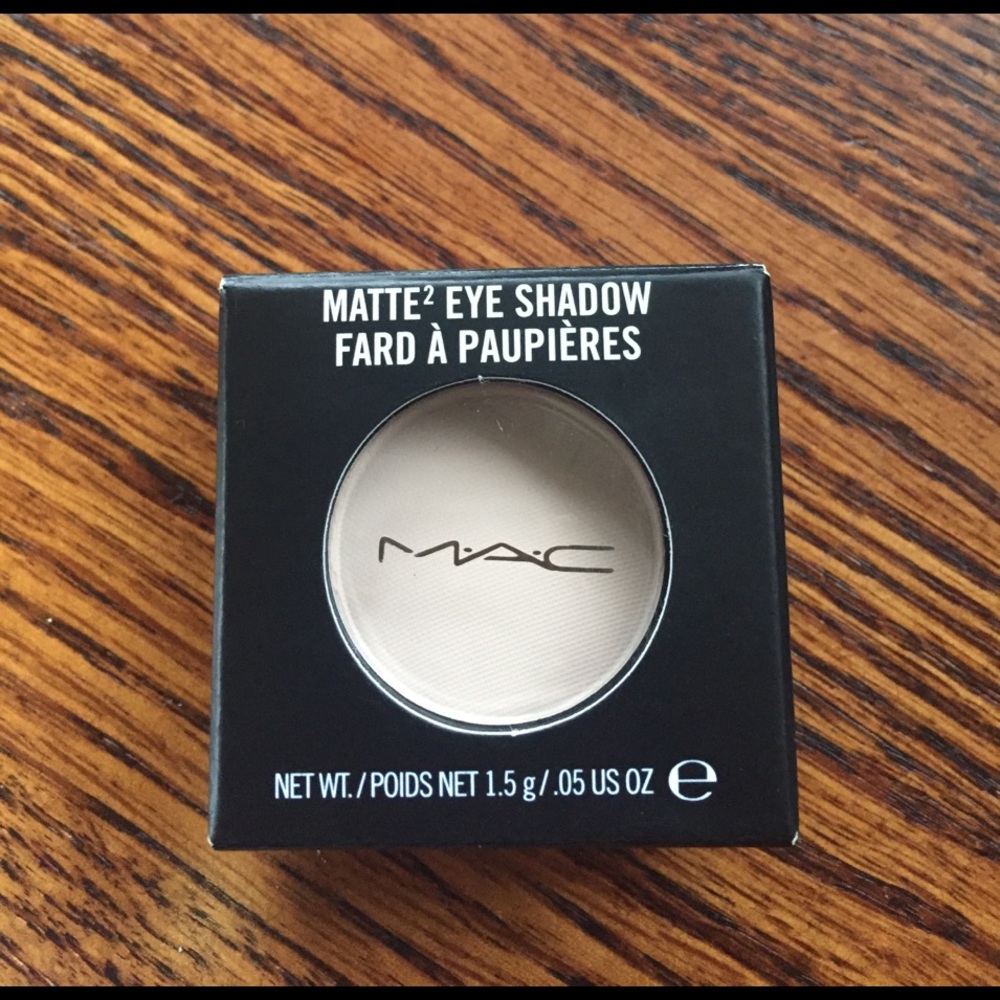 MATTE² EYE SHADOW
FARD À PAUPIÈRES
M·A·C
NET WT. / POIDS NET 1.5 g / .05 US OZ ℮